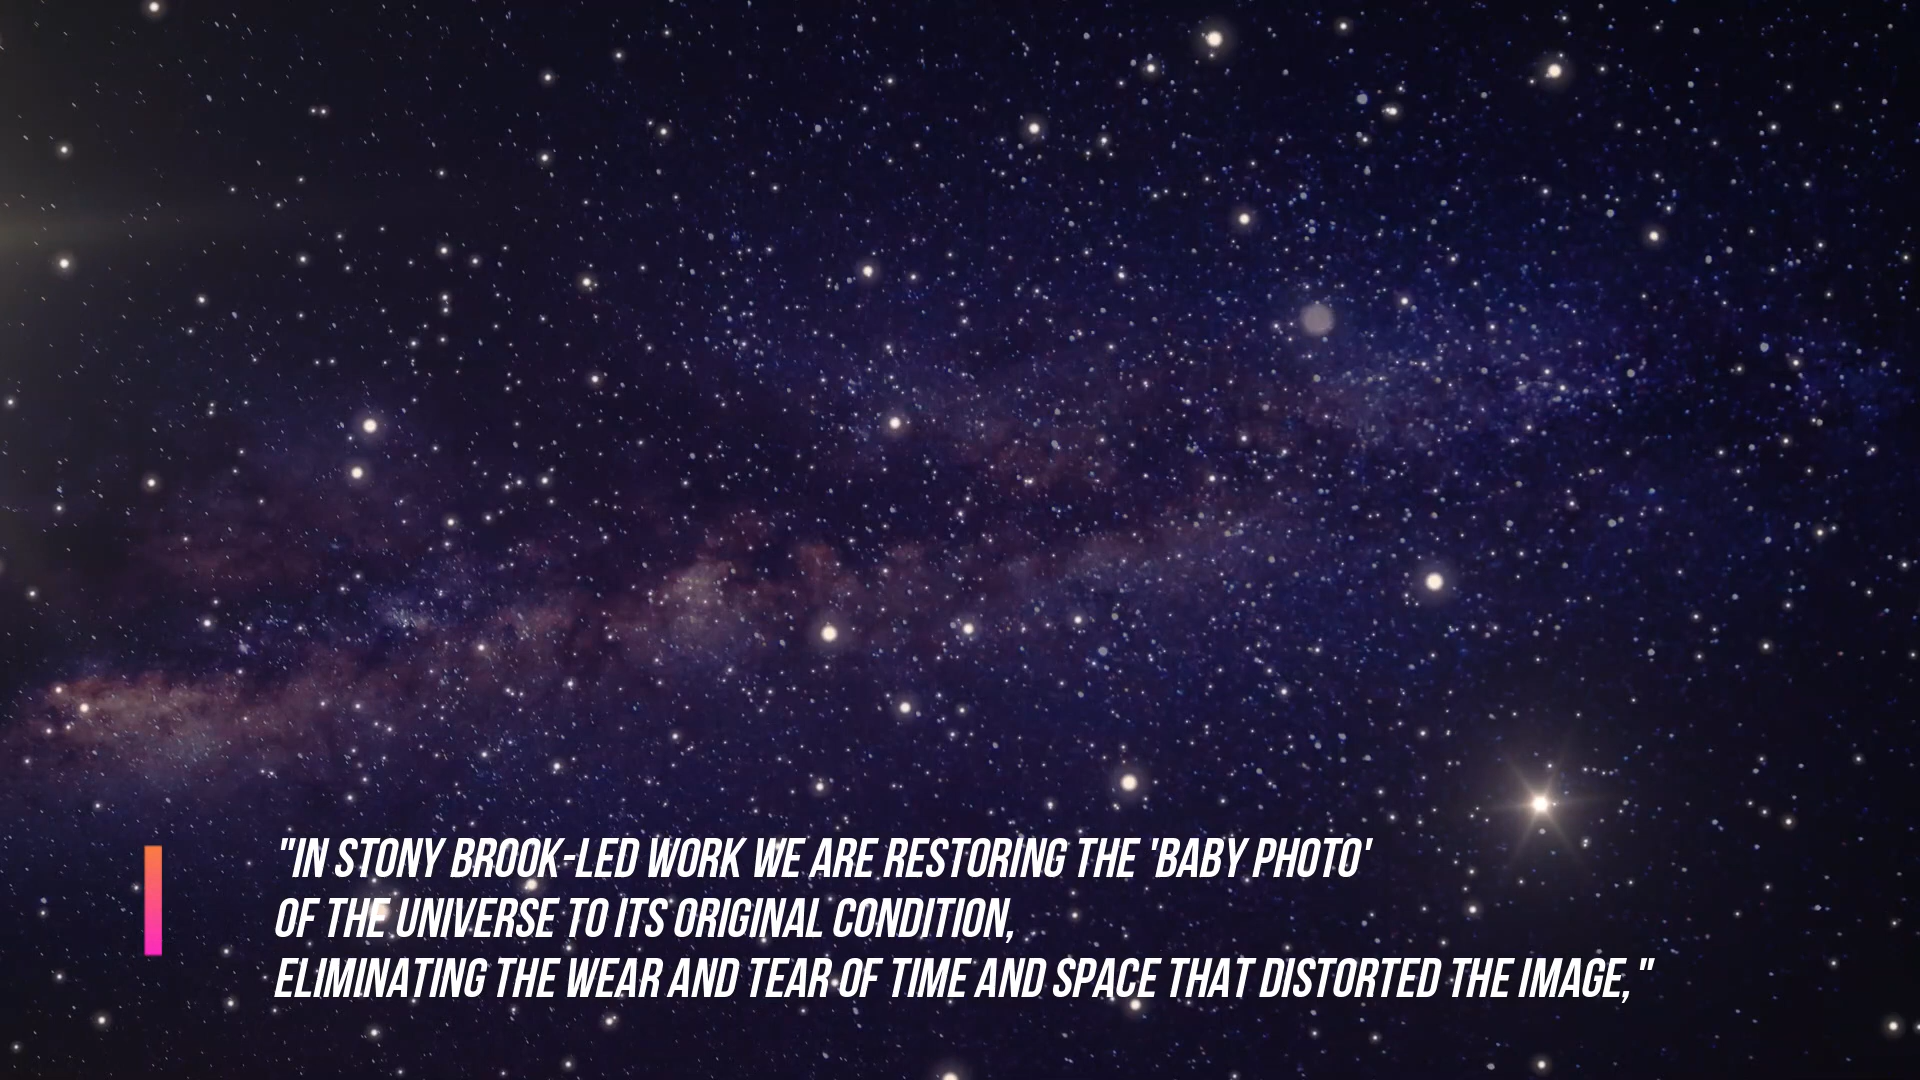 "IN STONY BROOK-LED WORK WE ARE RESTORING THE 'BABY PHOTO'
OF THE UNIVERSE TO ITS ORIGINAL CONDITION,
ELIMINATING THE WEAR AND TEAR OF TIME AND SPACE THAT DISTORTED THE IMAGE,"